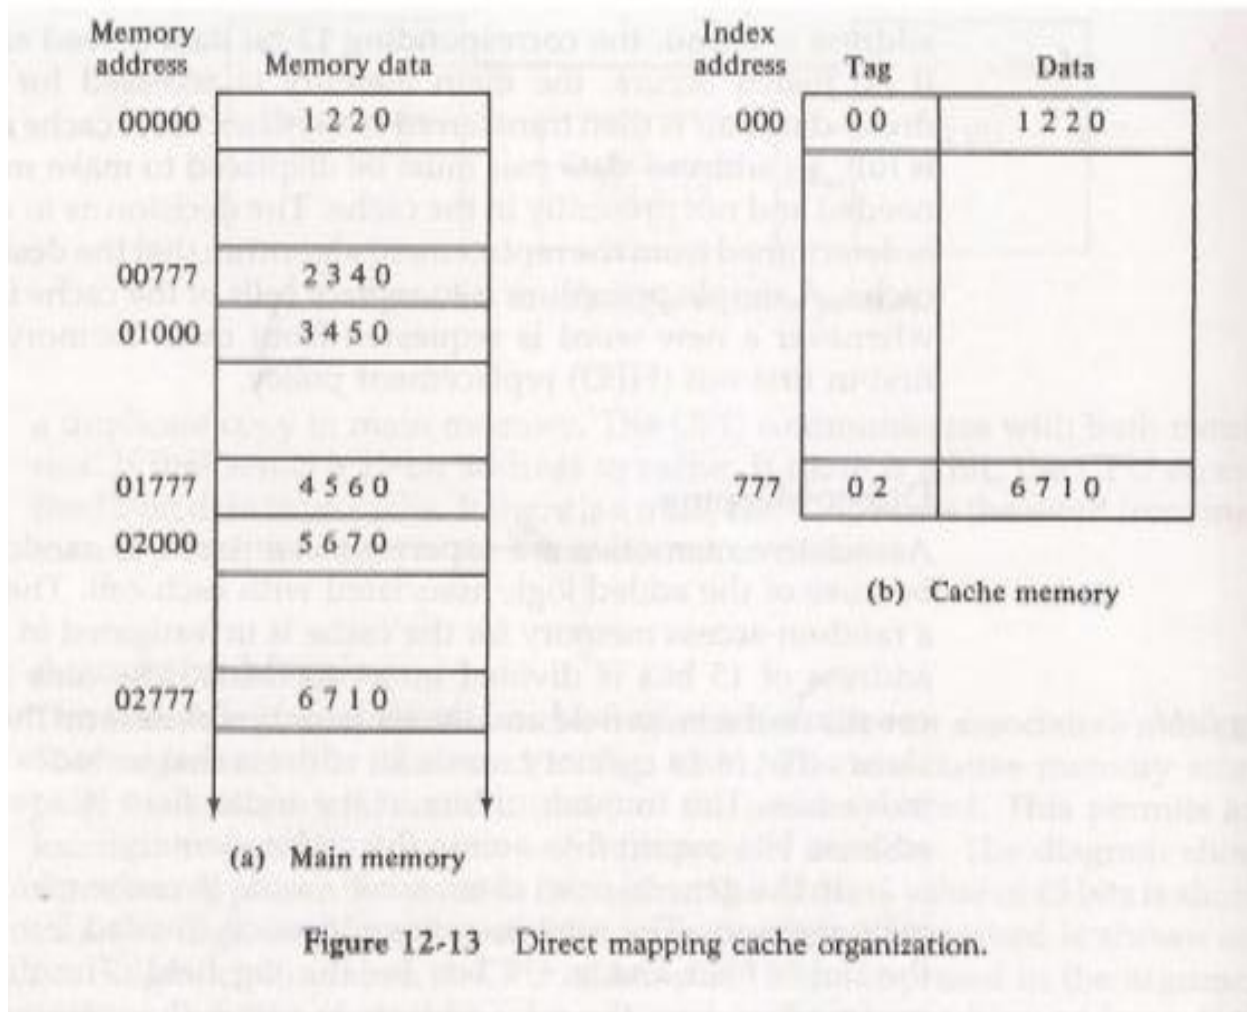 Memory address Memory data
00000 1220
00777 2340
01000 3450
01777 4560
02000 5670
02777 6710
(a) Main memory
Index address Tag Data
000 00 1220
777 02 6710
(b) Cache memory
Figure 12-13 Direct mapping cache organization.